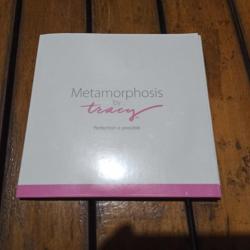 Metamorphosis
by
tracy
Perfection is possible